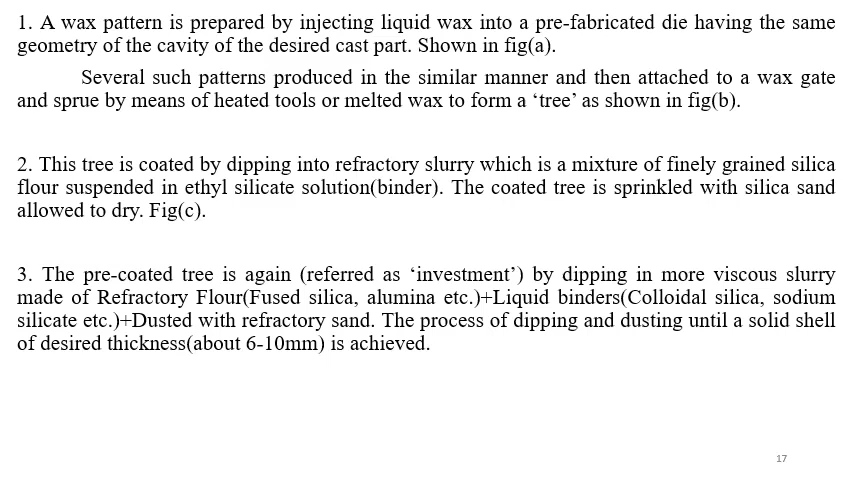 1. A wax pattern is prepared by injecting liquid wax into a pre-fabricated die having the same
geometry of the cavity of the desired cast part. Shown in fig(a).
Several such patterns produced in the similar manner and then attached to a wax gate
and sprue by means of heated tools or melted wax to form a ‘tree’ as shown in fig(b).
2. This tree is coated by dipping into refractory slurry which is a mixture of finely grained silica
flour suspended in ethyl silicate solution(binder). The coated tree is sprinkled with silica sand
allowed to dry. Fig(c).
3. The pre-coated tree is again (referred as ‘investment’) by dipping in more viscous slurry
made of Refractory Flour(Fused silica, alumina etc.)+Liquid binders(Colloidal silica, sodium
silicate etc.)+Dusted with refractory sand. The process of dipping and dusting until a solid shell
of desired thickness(about 6-10mm) is achieved.
17